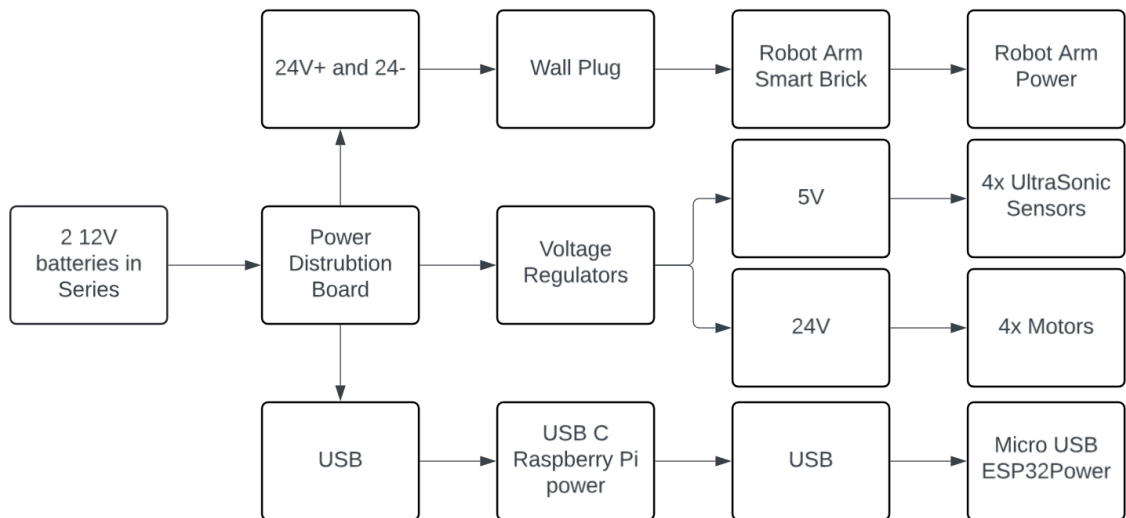 24V+ and 24-
Wall Plug
Robot Arm
Smart Brick
Robot Arm
Power
2 12V
batteries in
Series
Power
Distrubtion
Board
Voltage
Regulators
5V
4x UltraSonic
Sensors
24V
4x Motors
USB
USB C
Raspberry Pi
power
USB
Micro USB
ESP32Power